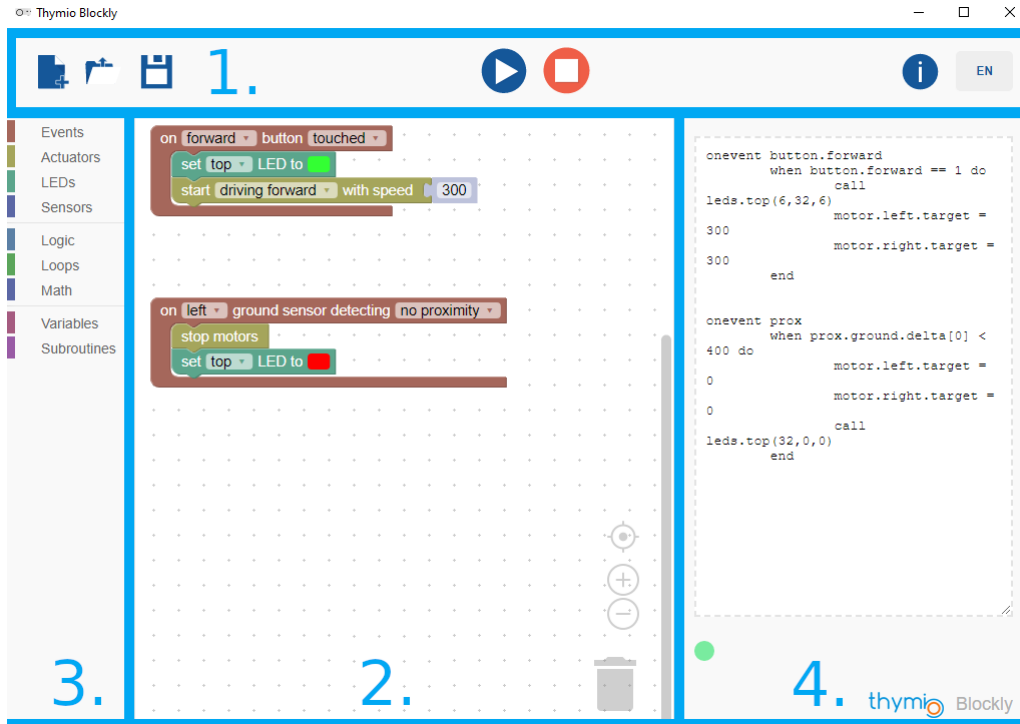 Thymio Blockly
1.
i
EN
Events
Actuators
LEDs
Sensors
Logic
Loops
Math
Variables
Subroutines
3.
on forward button touched
set top LED to
start driving forward with speed 300
on left ground sensor detecting no proximity
stop motors
set top LED to
2.
onevent button.forward
when button.forward == 1 do
call
leds.top(6,32,6)
motor.left.target =
300
motor.right.target =
300
end
onevent prox
when prox.ground.delta[0] <
400 do
motor.left.target =
0
motor.right.target =
0
call
leds.top(32,0,0)
end
4.
thymio Blockly